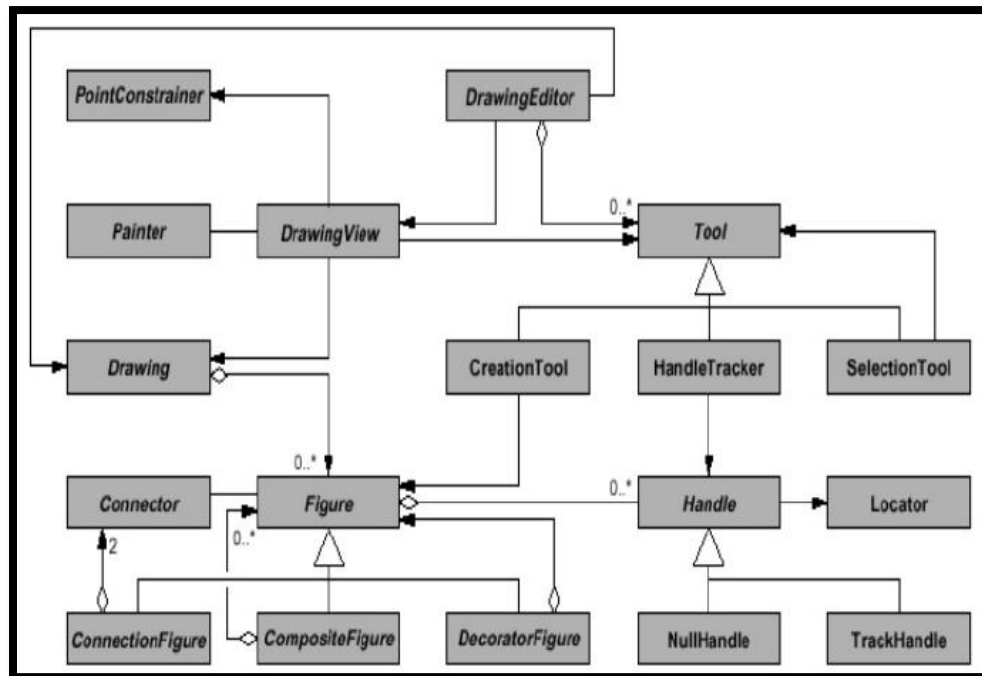 PointConstrainer
DrawingEditor
0..*
Painter
DrawingView
Tool
Drawing
CreationTool
HandleTracker
SelectionTool
0..*
0..*
Connector
Figure
Handle
Locator
2
0..*
ConnectionFigure
CompositeFigure
DecoratorFigure
NullHandle
TrackHandle